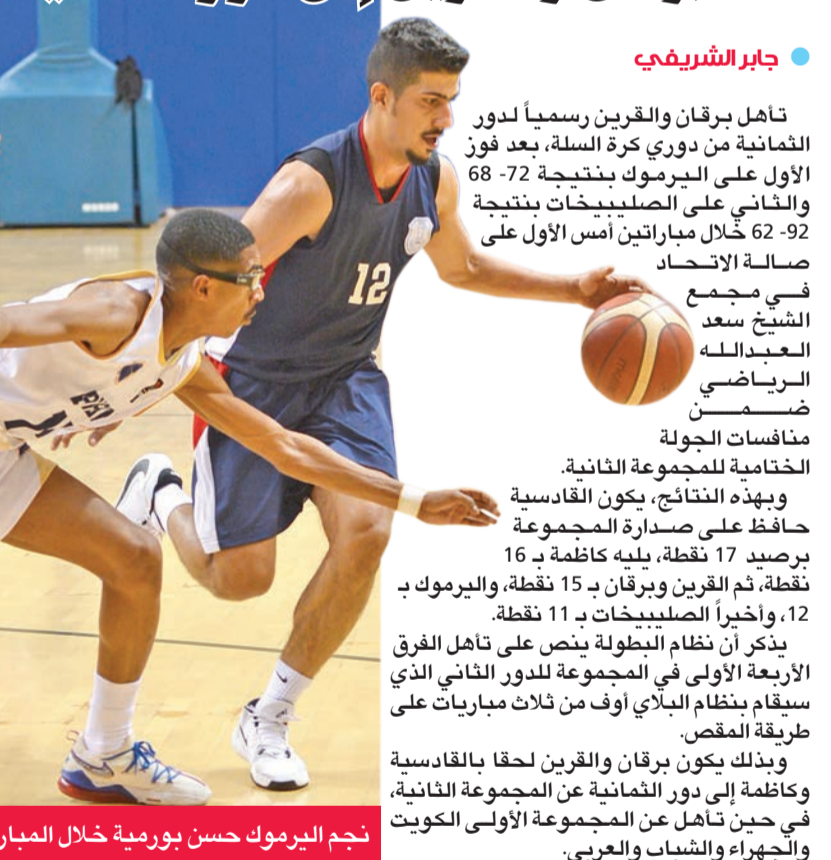 جابر الشريفي
تأهل برقان والقرين رسمياً لدور
الثمانية من دوري كرة السلة، بعد فوز
الأول على اليرموك بنتيجة 72- 68
والثاني على الصليبيخات بنتيجة
92- 62 خلال مباراتين أمس الأول على
صالة الاتحاد
في مجمع
الشيخ سعد
العبدالله
الرياضي
ضمن
منافسات الجولة
الختامية للمجموعة الثانية.
وبهذه النتائج، يكون القادسية
حافظ على صدارة المجموعة
برصيد 17 نقطة، يليه كاظمة بـ 16
نقطة، ثم القرين وبرقان بـ 15 نقطة، واليرموك بـ
12، وأخيراً الصليبيخات بـ 11 نقطة.
يذكر أن نظام البطولة ينص على تأهل الفرق
الأربعة الأولى في المجموعة للدور الثاني الذي
سيقام بنظام البلاي أوف من ثلاث مباريات على
طريقة المقص.
وبذلك يكون برقان والقرين لحقا بالقادسية
وكاظمة إلى دور الثمانية عن المجموعة الثانية،
في حين تأهل عن المجموعة الأولى الكويت
والجهراء والشباب والعربي.
12
نجم اليرموك حسن بورمية خلال المبار